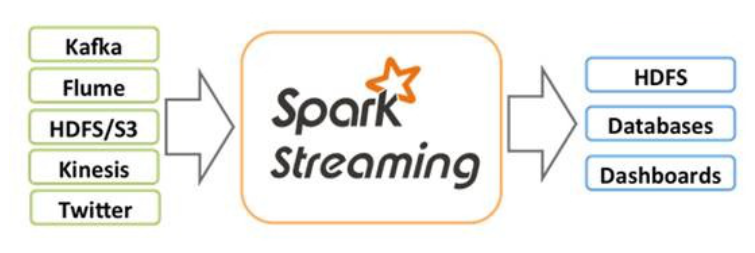 Kafka
Flume
HDFS/S3
Kinesis
Twitter
Spark
Streaming
HDFS
Databases
Dashboards